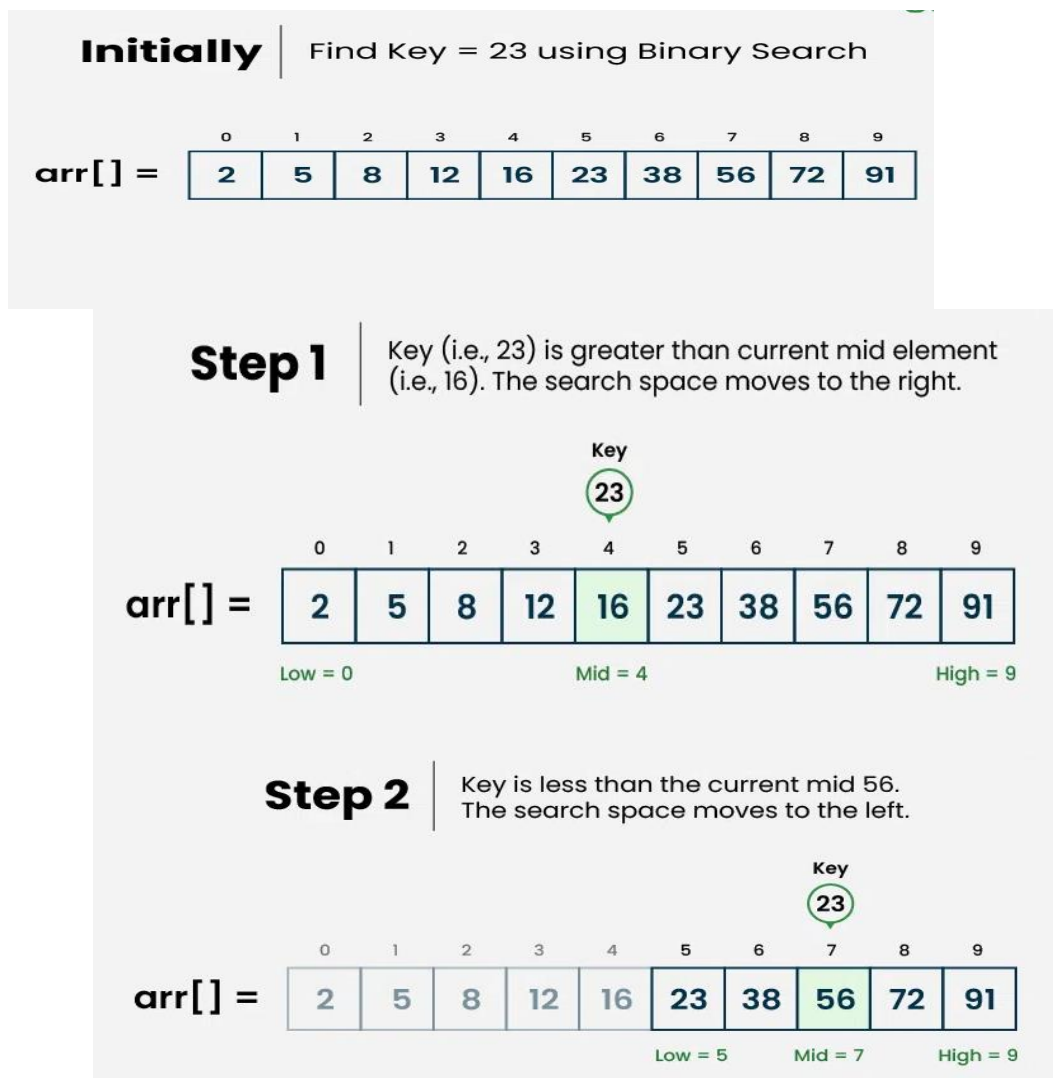 Initially
Find Key = 23 using Binary Search
0 1 2 3 4 5 6 7 8 9
arr[] = 2 5 8 12 16 23 38 56 72 91
Step 1
Key (i.e., 23) is greater than current mid element
(i.e., 16). The search space moves to the right.
Key
23
0 1 2 3 4 5 6 7 8 9
arr[] = 2 5 8 12 16 23 38 56 72 91
Low = 0 Mid = 4 High = 9
Step 2
Key is less than the current mid 56.
The search space moves to the left.
Key
23
0 1 2 3 4 5 6 7 8 9
arr[] = 2 5 8 12 16 23 38 56 72 91
Low = 5 Mid = 7 High = 9